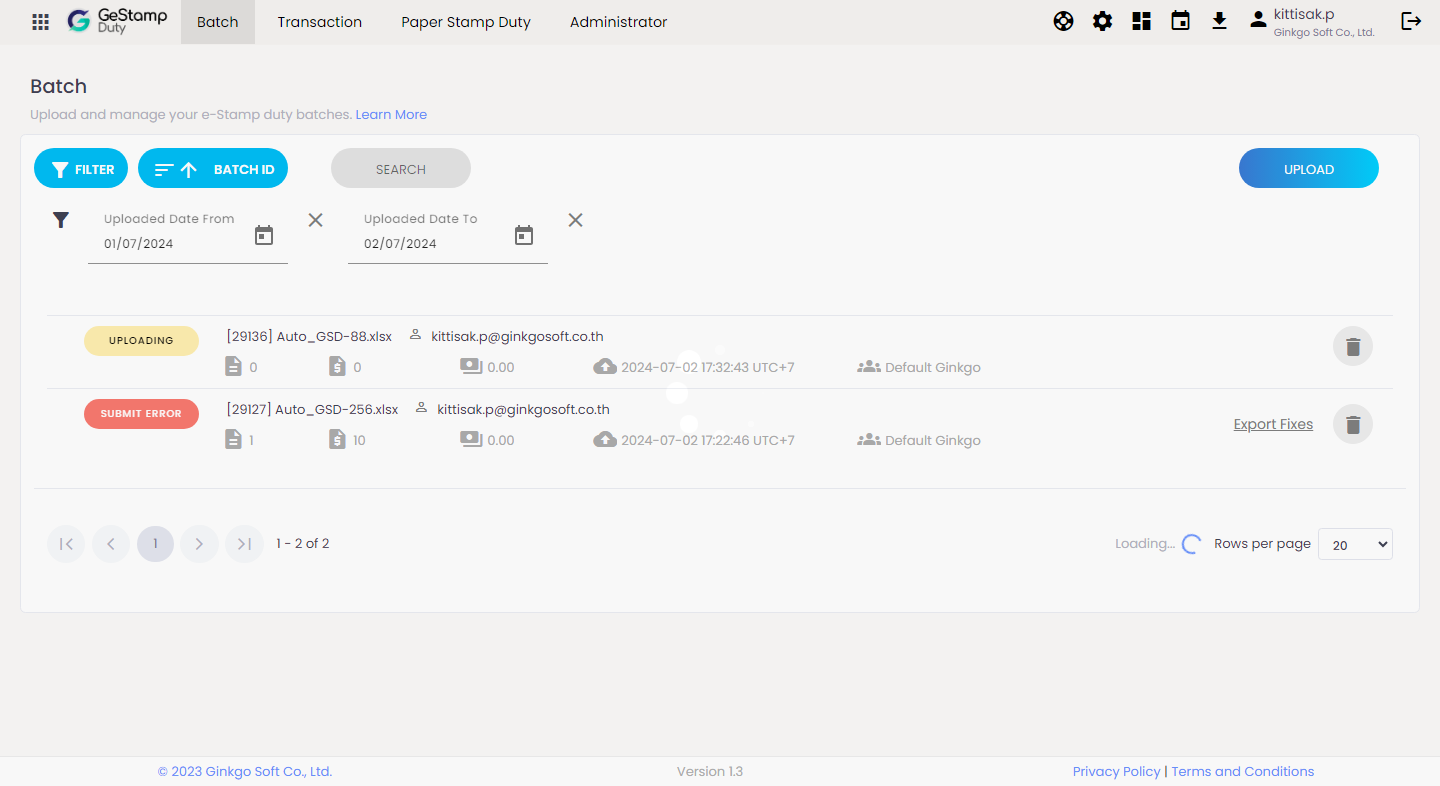 GeStamp
Duty
Batch
Transaction
Paper Stamp Duty
Administrator
kittisak.p
Ginkgo Soft Co., Ltd.
Batch
Upload and manage your e-Stamp duty batches. Learn More
FILTER
BATCH ID
SEARCH
UPLOAD
Uploaded Date From
01/07/2024
Uploaded Date To
02/07/2024
UPLOADING
[29136] Auto_GSD-88.xlsx
kittisak.p@ginkgosoft.co.th
0
0
0.00
2024-07-02 17:32:43 UTC+7
Default Ginkgo
SUBMIT ERROR
[29127] Auto_GSD-256.xlsx
kittisak.p@ginkgosoft.co.th
1
10
0.00
2024-07-02 17:22:46 UTC+7
Default Ginkgo
Export Fixes
1
1 - 2 of 2
Loading...
Rows per page
20
© 2023 Ginkgo Soft Co., Ltd.
Version 1.3
Privacy Policy | Terms and Conditions